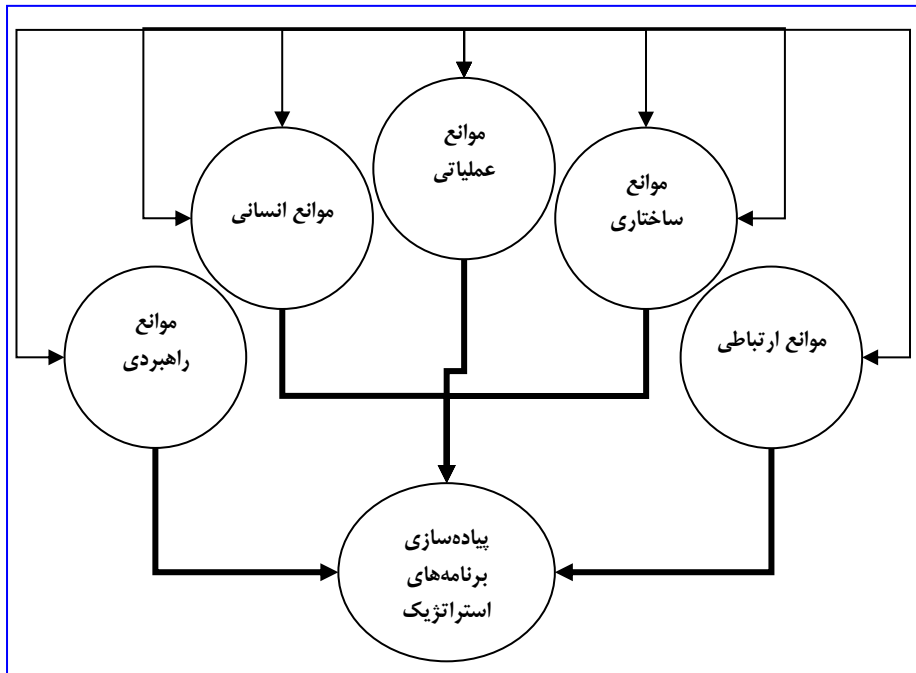 موانع
عملیاتی
موانع
ساختاری
موانع انسانی
موانع ارتباطی
موانع
راهبردی
پیاده‌سازی
برنامه‌های
استراتژیک